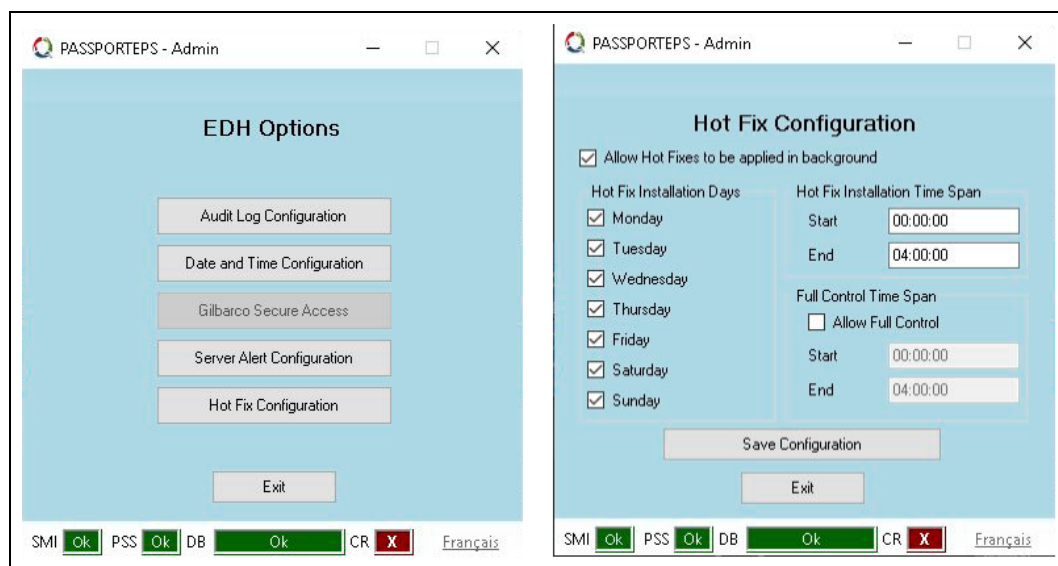 PASSPORTEPS - Admin
EDH Options
Audit Log Configuration
Date and Time Configuration
Gilbarco Secure Access
Server Alert Configuration
Hot Fix Configuration
Exit
SMI Ok PSS Ok DB Ok CR X Français
PASSPORTEPS - Admin
Hot Fix Configuration
Allow Hot Fixes to be applied in background
Hot Fix Installation Days
Monday
Tuesday
Wednesday
Thursday
Friday
Saturday
Sunday
Hot Fix Installation Time Span
Start 00:00:00
End 04:00:00
Full Control Time Span
Allow Full Control
Start 00:00:00
End 04:00:00
Save Configuration
Exit
SMI Ok PSS Ok DB Ok CR X Français